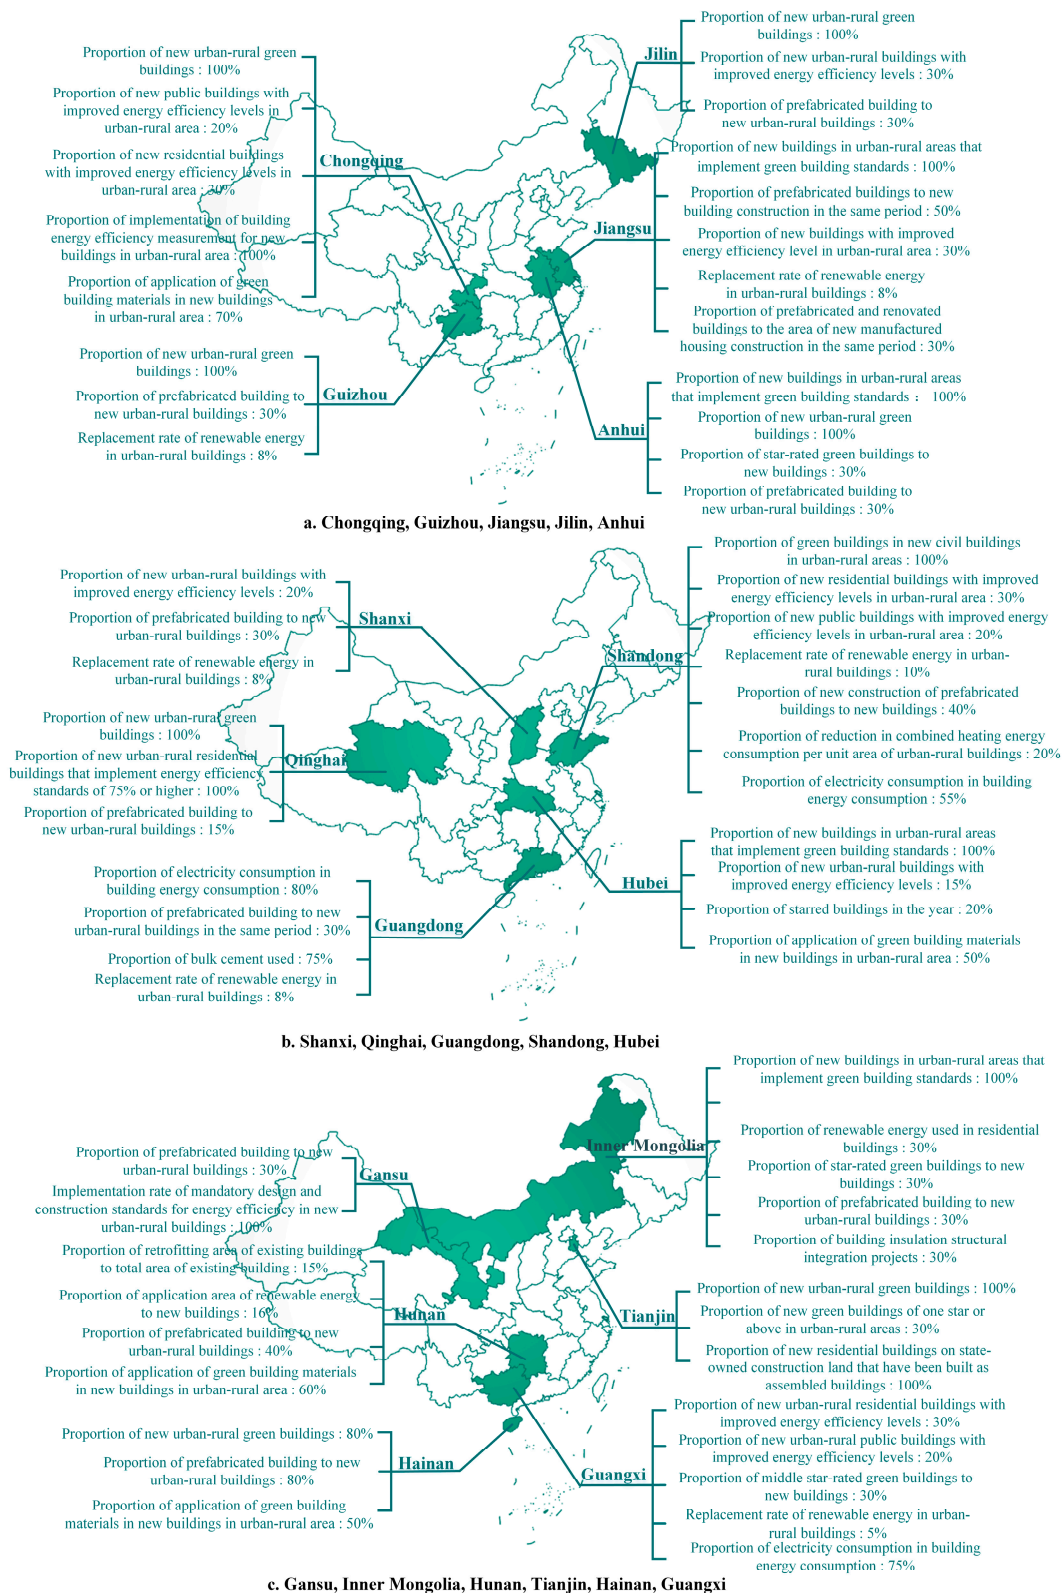 Proportion of new urban-rural green
buildings : 100%
Proportion of new public buildings with
improved energy efficiency levels in
urban-rural area : 20%
Proportion of new residential buildings
with improved energy efficiency levels in
urban-rural area : 30%
Proportion of implementation of building
energy efficiency measurement for new
buildings in urban-rural area : 100%
Proportion of application of green
building materials in new buildings
in urban-rural area : 70%
Chongqing
Proportion of new urban-rural green
buildings : 100%
Proportion of prefabricated building to
new urban-rural buildings : 30%
Replacement rate of renewable energy
in urban-rural buildings : 8%
Guizhou
Jilin
Proportion of new urban-rural green
buildings : 100%
Proportion of new urban-rural buildings with
improved energy efficiency levels : 30%
Proportion of prefabricated building to
new urban-rural buildings : 30%
Jiangsu
Proportion of new buildings in urban-rural areas that
implement green building standards : 100%
Proportion of prefabricated buildings to new
building construction in the same period : 50%
Proportion of new buildings with improved
energy efficiency level in urban-rural area : 30%
Replacement rate of renewable energy
in urban-rural buildings : 8%
Proportion of prefabricated and renovated
buildings to the area of new manufactured
housing construction in the same period : 30%
Anhui
Proportion of new buildings in urban-rural areas
that implement green building standards : 100%
Proportion of new urban-rural green
buildings : 100%
Proportion of star-rated green buildings to
new buildings : 30%
Proportion of prefabricated building to
new urban-rural buildings : 30%
a. Chongqing, Guizhou, Jiangsu, Jilin, Anhui
Proportion of new urban-rural buildings with
improved energy efficiency levels : 20%
Proportion of prefabricated building to new
urban-rural buildings : 30%
Replacement rate of renewable energy in
urban-rural buildings : 8%
Shanxi
Proportion of new urban-rural green
buildings : 100%
Proportion of new urban-rural residential
buildings that implement energy efficiency
standards of 75% or higher : 100%
Proportion of prefabricated building to
new urban-rural buildings : 15%
Qinghai
Proportion of electricity consumption in
building energy consumption : 80%
Proportion of prefabricated building to new
urban-rural buildings in the same period : 30%
Proportion of bulk cement used : 75%
Replacement rate of renewable energy in
urban-rural buildings : 8%
Guangdong
Shandong
Proportion of green buildings in new civil buildings
in urban-rural areas : 100%
Proportion of new residential buildings with improved
energy efficiency levels in urban-rural area : 30%
Proportion of new public buildings with improved energy
efficiency levels in urban-rural area : 20%
Replacement rate of renewable energy in urban-
rural buildings : 10%
Proportion of new construction of prefabricated
buildings to new buildings : 40%
Proportion of reduction in combined heating energy
consumption per unit area of urban-rural buildings : 20%
Proportion of electricity consumption in building
energy consumption : 55%
Hubei
Proportion of new buildings in urban-rural areas
that implement green building standards : 100%
Proportion of new urban-rural buildings with
improved energy efficiency levels : 15%
Proportion of starred buildings in the year : 20%
Proportion of application of green building materials
in new buildings in urban-rural area : 50%
b. Shanxi, Qinghai, Guangdong, Shandong, Hubei
Proportion of prefabricated building to new
urban-rural buildings : 30%
Implementation rate of mandatory design and
construction standards for energy efficiency in new
urban-rural buildings : 100%
Gansu
Proportion of retrofitting area of existing buildings
to total area of existing building : 15%
Proportion of application area of renewable energy
to new buildings : 16%
Proportion of prefabricated building to new
urban-rural buildings : 40%
Proportion of application of green building materials
in new buildings in urban-rural area : 60%
Hunan
Proportion of new urban-rural green buildings : 80%
Proportion of prefabricated building to new
urban-rural buildings : 80%
Proportion of application of green building
materials in new buildings in urban-rural area : 50%
Hainan
Inner Mongolia
Proportion of new buildings in urban-rural areas that
implement green building standards : 100%
Proportion of renewable energy used in residential
buildings : 30%
Proportion of star-rated green buildings to new
buildings : 30%
Proportion of prefabricated building to new
urban-rural buildings : 30%
Proportion of building insulation structural
integration projects : 30%
Tianjin
Proportion of new urban-rural green buildings : 100%
Proportion of new green buildings of one star or
above in urban-rural areas : 30%
Proportion of new residential buildings on state-
owned construction land that have been built as
assembled buildings : 100%
Guangxi
Proportion of new urban-rural residential buildings with
improved energy efficiency levels : 30%
Proportion of new urban-rural public buildings with
improved energy efficiency levels : 20%
Proportion of middle star-rated green buildings to
new buildings : 30%
Replacement rate of renewable energy in urban-
rural buildings : 5%
Proportion of electricity consumption in building
energy consumption : 75%
c. Gansu, Inner Mongolia, Hunan, Tianjin, Hainan, Guangxi